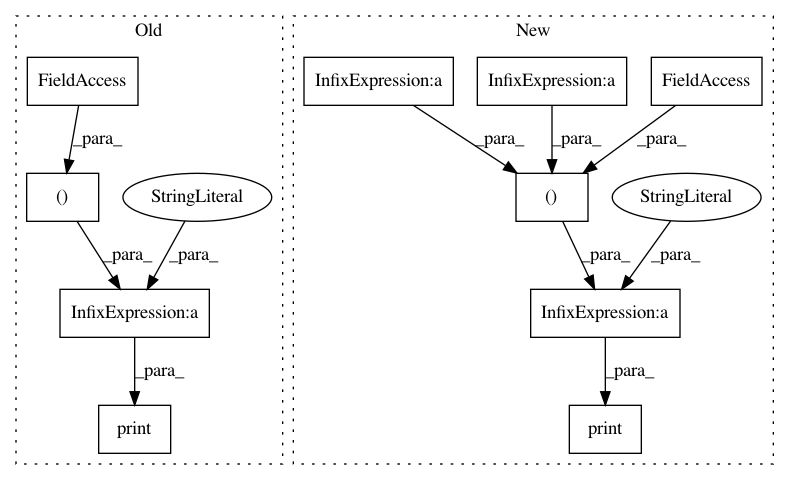 Old
New
FieldAccess
InfixExpression:a
InfixExpression:a
FieldAccess
_para_
_para_
_para_
_para_
()
StringLiteral
()
StringLiteral
_para_
_para_
_para_
_para_
InfixExpression:a
InfixExpression:a
_para_
_para_
print
print